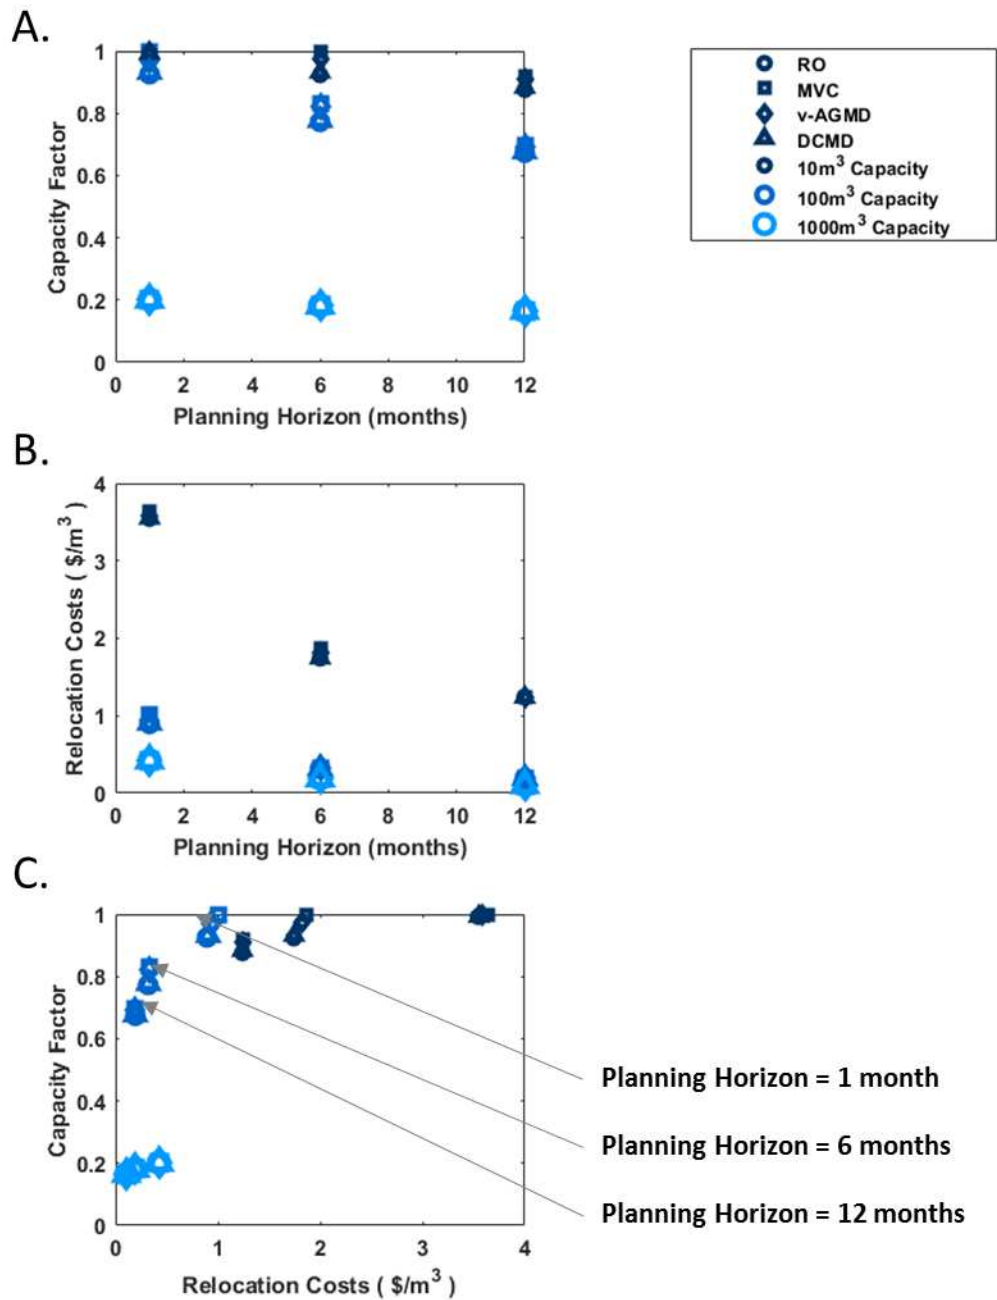 A.
1
0.8
0.6
0.4
0.2
0
Capacity Factor
0 2 4 6 8 10 12
Planning Horizon (months)
RO
MVC
v-AGMD
DCMD
10m³ Capacity
100m³ Capacity
1000m³ Capacity
B.
4
3
2
1
0
Relocation Costs ( $/m³ )
0 2 4 6 8 10 12
Planning Horizon (months)
C.
1
0.8
0.6
0.4
0.2
0
Capacity Factor
0 1 2 3 4
Relocation Costs ( $/m³ )
Planning Horizon = 1 month
Planning Horizon = 6 months
Planning Horizon = 12 months